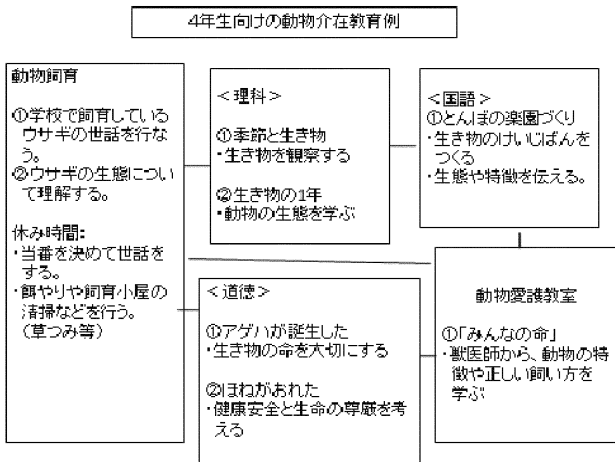 4年生向けの動物介在教育例
動物飼育
①学校で飼育している
ウサギの世話を行な
う。
②ウサギの生態につい
て理解する。
休み時間:
・当番を決めて世話を
する。
・餌やりや飼育小屋の
清掃などを行う。
(草つみ等)
<理科>
①季節と生き物
・生き物を観察する
②生き物の1年
・動物の生態を学ぶ
<国語>
①とんぼの楽園づくり
・生き物のけいじばんを
つくる
・生態や特徴を伝える。
<道徳>
①アゲハが誕生した
・生き物の命を大切にする
②ほねがおれた
・健康安全と生命の尊厳を考
える
動物愛護教室
①「みんなの命」
・獣医師から、動物の特
徴や正しい飼い方を
学ぶ